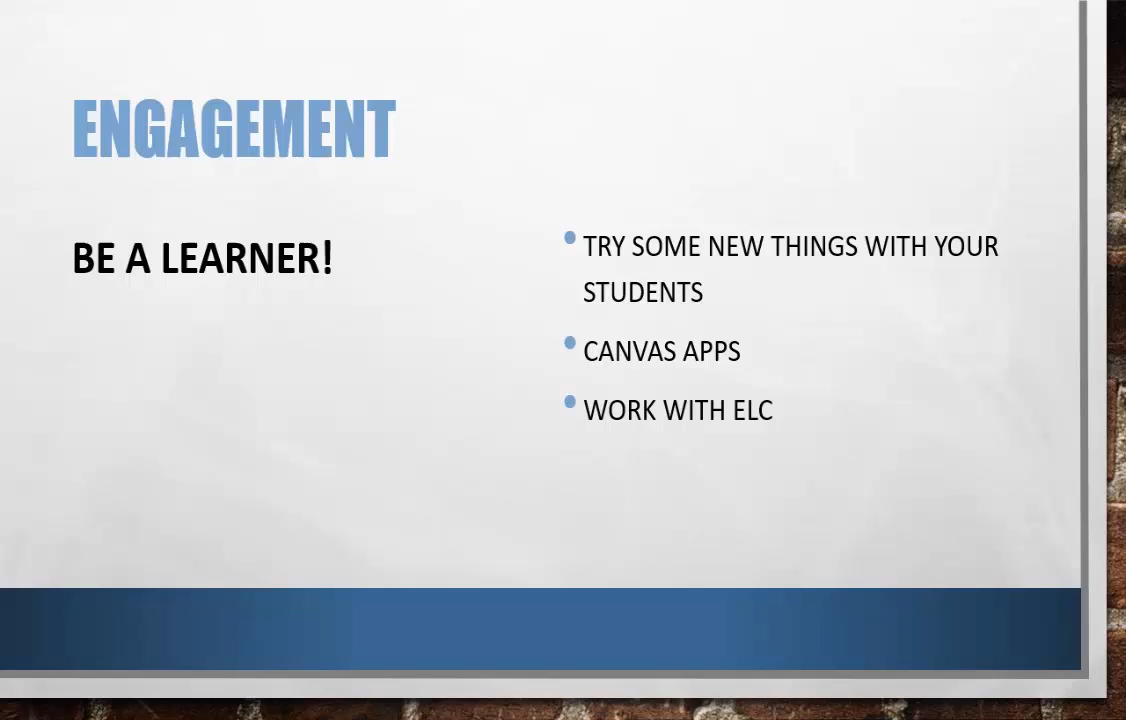 ENGAGEMENT
BE A LEARNER!
TRY SOME NEW THINGS WITH YOUR
STUDENTS
CANVAS APPS
WORK WITH ELC